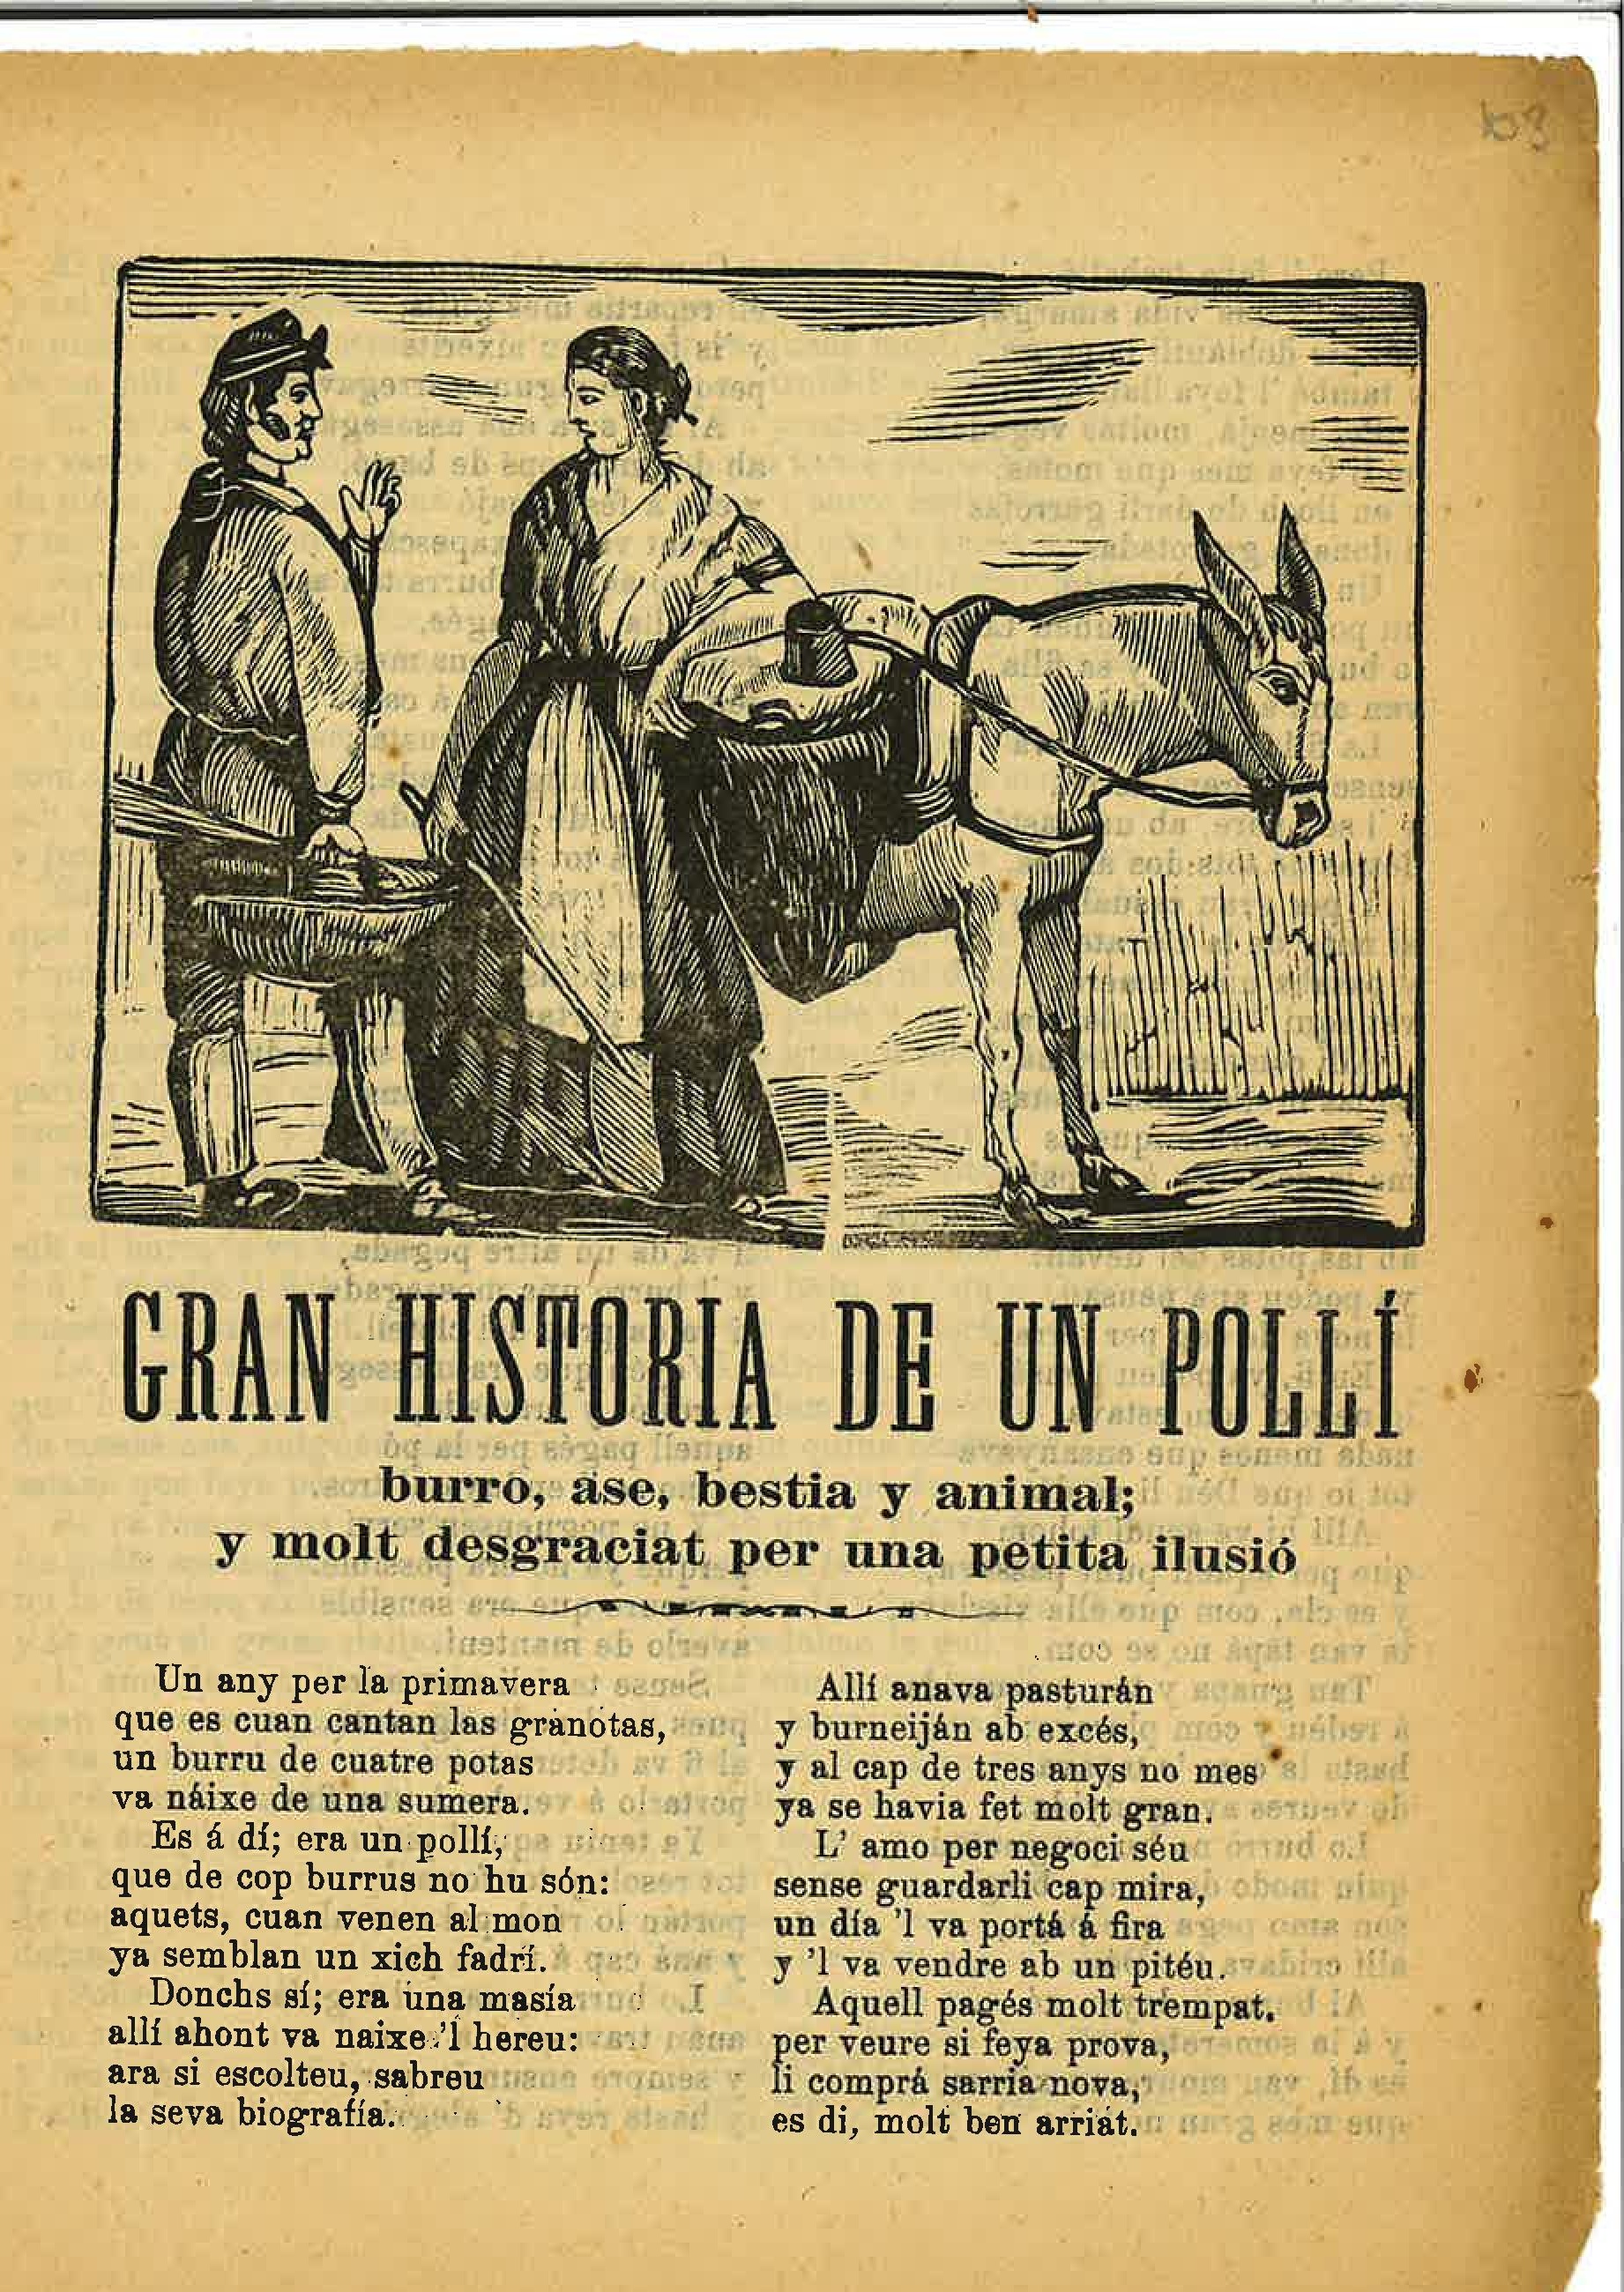 108
GRAN HISTORIA DE UN POLLÍ
burro, ase, bestia y animal;
y molt desgraciat per una petita ilusió
Un any per la primavera
que es cuan cantan las granotas,
un burru de cuatre potas
va náixe de una sumera.
Es á dí; era un pollí,
que de cop burrus no hu són:
aquets, cuan venen al mon
ya semblan un xich fadrí.
Donchs sí; era una masía
allí ahont va naixe 'l hereu:
ara si escolteu, sabreu
la seva biografía.
Allí anava pasturán
y burneiján ab excés,
y al cap de tres anys no mes
ya se havia fet molt gran.
L' amo per negoci séu
sense guardarli cap mira,
un día 'l va portá á fira
y 'l va vendre ab un pitéu.
Aquell pagés molt trempat.
per veure si feya prova,
li comprá sarria nova,
es di, molt ben arriat.